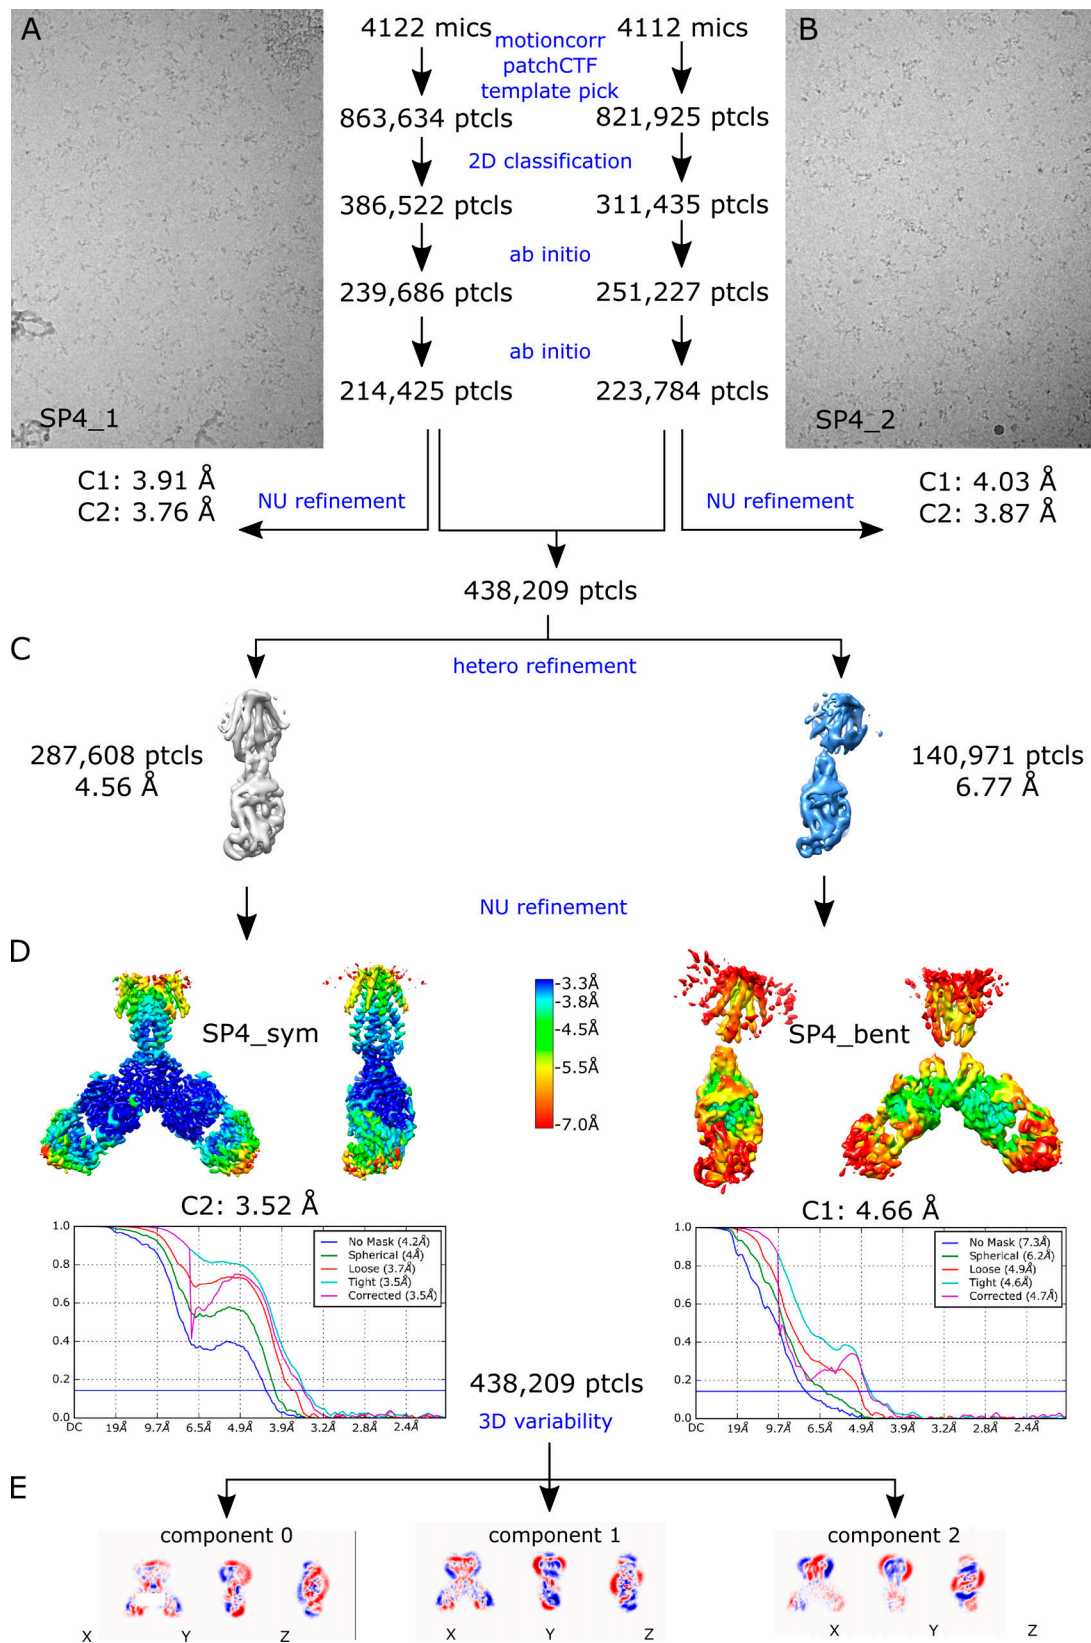 A
4122 mics
4112 mics
B
motioncorr
patchCTF
template pick
863,634 ptcls
821,925 ptcls
2D classification
386,522 ptcls
311,435 ptcls
ab initio
239,686 ptcls
251,227 ptcls
ab initio
214,425 ptcls
223,784 ptcls
SP4_1
SP4_2
C1: 3.91 Å
C2: 3.76 Å
NU refinement
NU refinement
C1: 4.03 Å
C2: 3.87 Å
438,209 ptcls
C
hetero refinement
287,608 ptcls
4.56 Å
140,971 ptcls
6.77 Å
NU refinement
D
SP4_sym
-3.3Å
-3.8Å
-4.5Å
-5.5Å
-7.0Å
SP4_bent
C2: 3.52 Å
1.0
0.8
0.6
0.4
0.2
0.0
No Mask (4.2Å)
Spherical (4Å)
Loose (3.7Å)
Tight (3.5Å)
Corrected (3.5Å)
DC 19Å 9.7Å 6.5Å 4.9Å 3.9Å 3.2Å 2.8Å 2.4Å
C1: 4.66 Å
1.0
0.8
0.6
0.4
0.2
0.0
No Mask (7.3Å)
Spherical (6.2Å)
Loose (4.9Å)
Tight (4.6Å)
Corrected (4.7Å)
DC 19Å 9.7Å 6.5Å 4.9Å 3.9Å 3.2Å 2.8Å 2.4Å
438,209 ptcls
3D variability
E
component 0
component 1
component 2
X Y Z
X Y Z
X Y Z